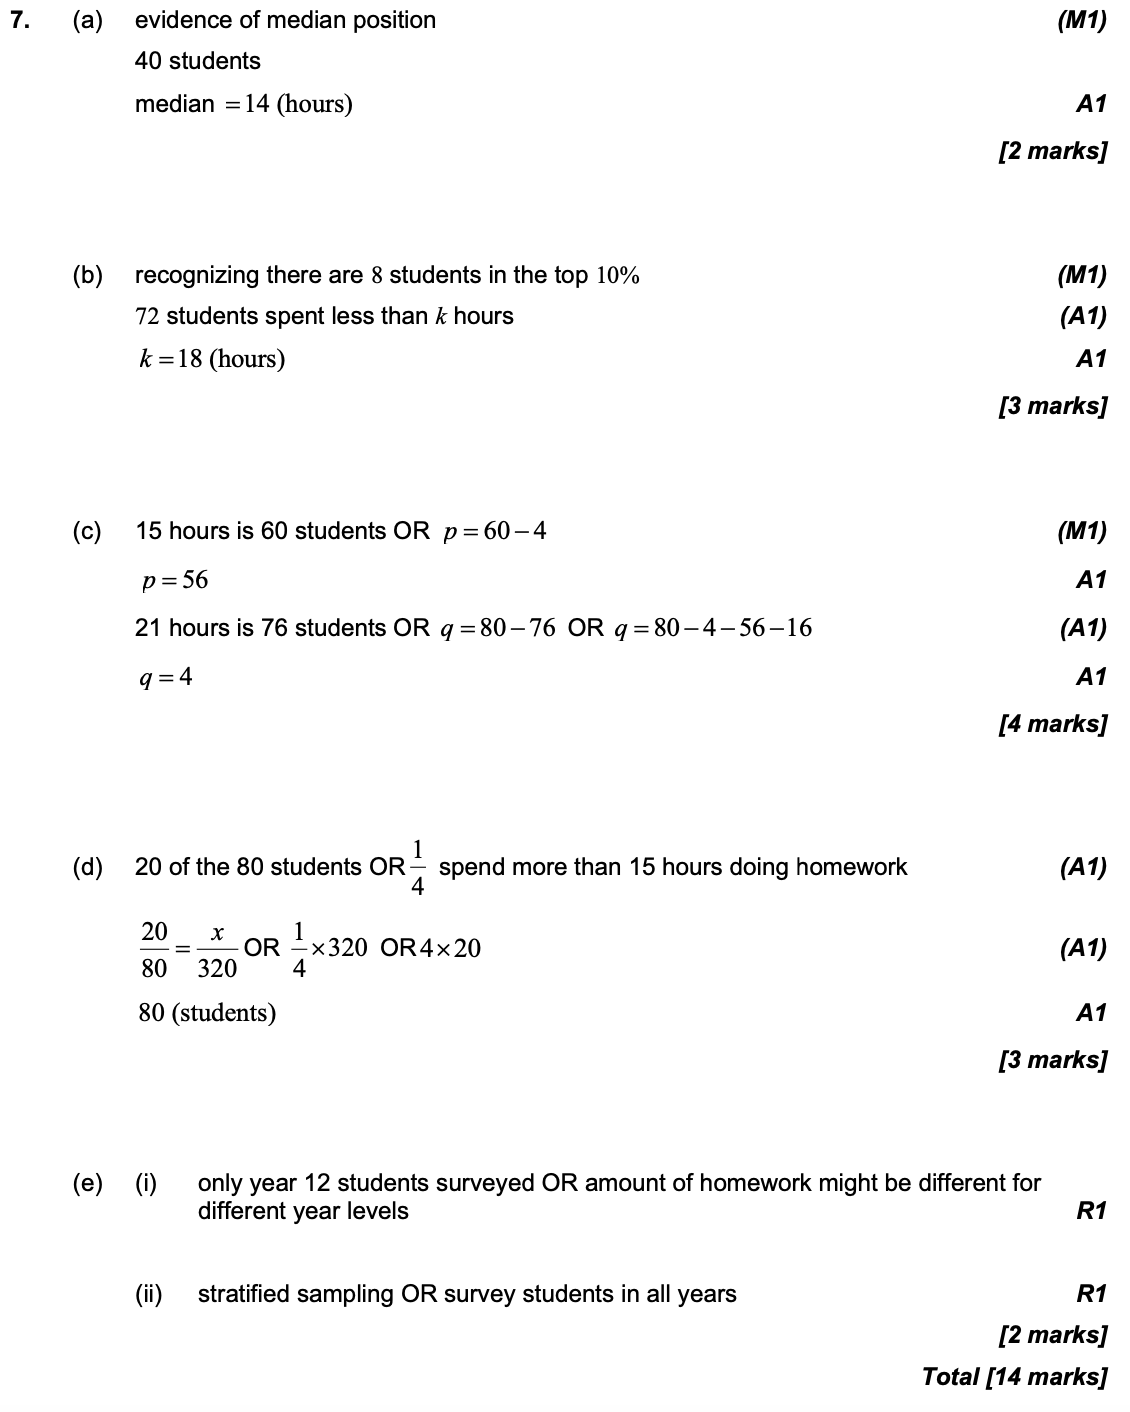 7. (a) evidence of median position (M1)
40 students
median = 14 (hours) A1
[2 marks]
(b) recognizing there are 8 students in the top 10% (M1)
72 students spent less than k hours (A1)
k = 18 (hours) A1
[3 marks]
(c) 15 hours is 60 students OR p = 60 – 4 (M1)
p = 56 A1
21 hours is 76 students OR q = 80 – 76 OR q = 80 – 4 – 56 – 16 (A1)
q = 4 A1
[4 marks]
(d) 20 of the 80 students OR 1/4 spend more than 15 hours doing homework (A1)
20/80 = x/320 OR 1/4 × 320 OR 4 × 20 (A1)
80 (students) A1
[3 marks]
(e) (i) only year 12 students surveyed OR amount of homework might be different for
different year levels R1
(ii) stratified sampling OR survey students in all years R1
[2 marks]
Total [14 marks]